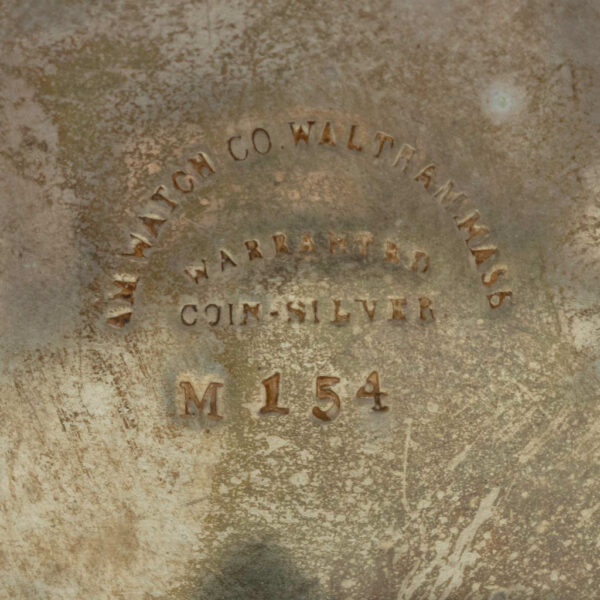 AM WATCH CO. WALTHAM. MASS
WARRANTED
COIN-SILVER
M 154